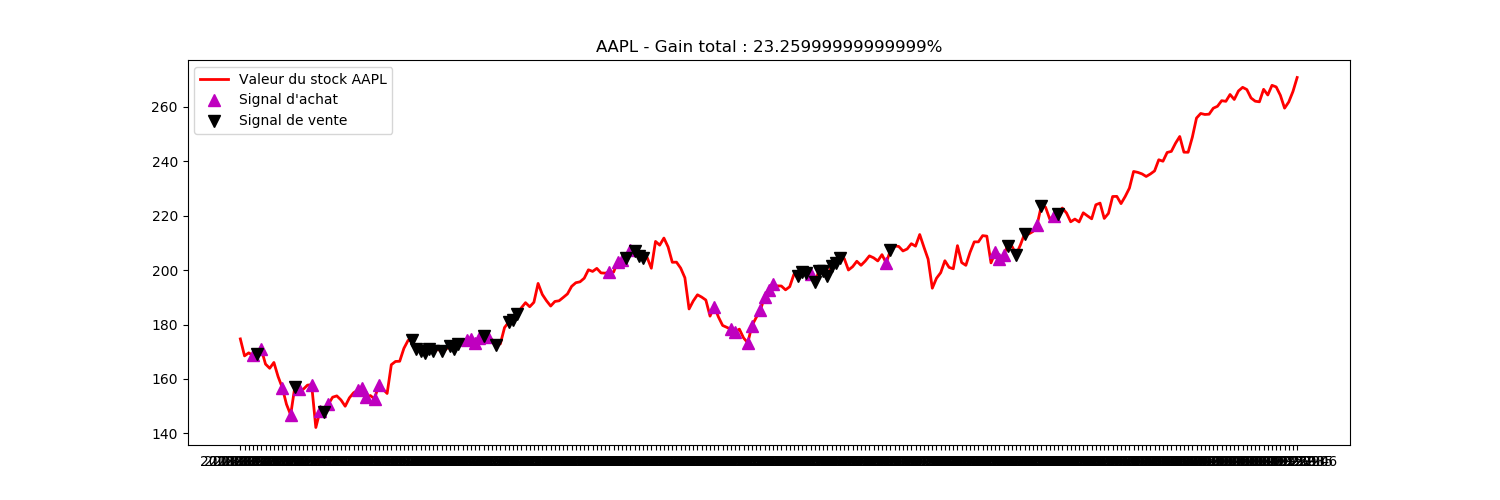 AAPL - Gain total : 23.25999999999999%
Valeur du stock AAPL
Signal d'achat
Signal de vente
260
240
220
200
180
160
140